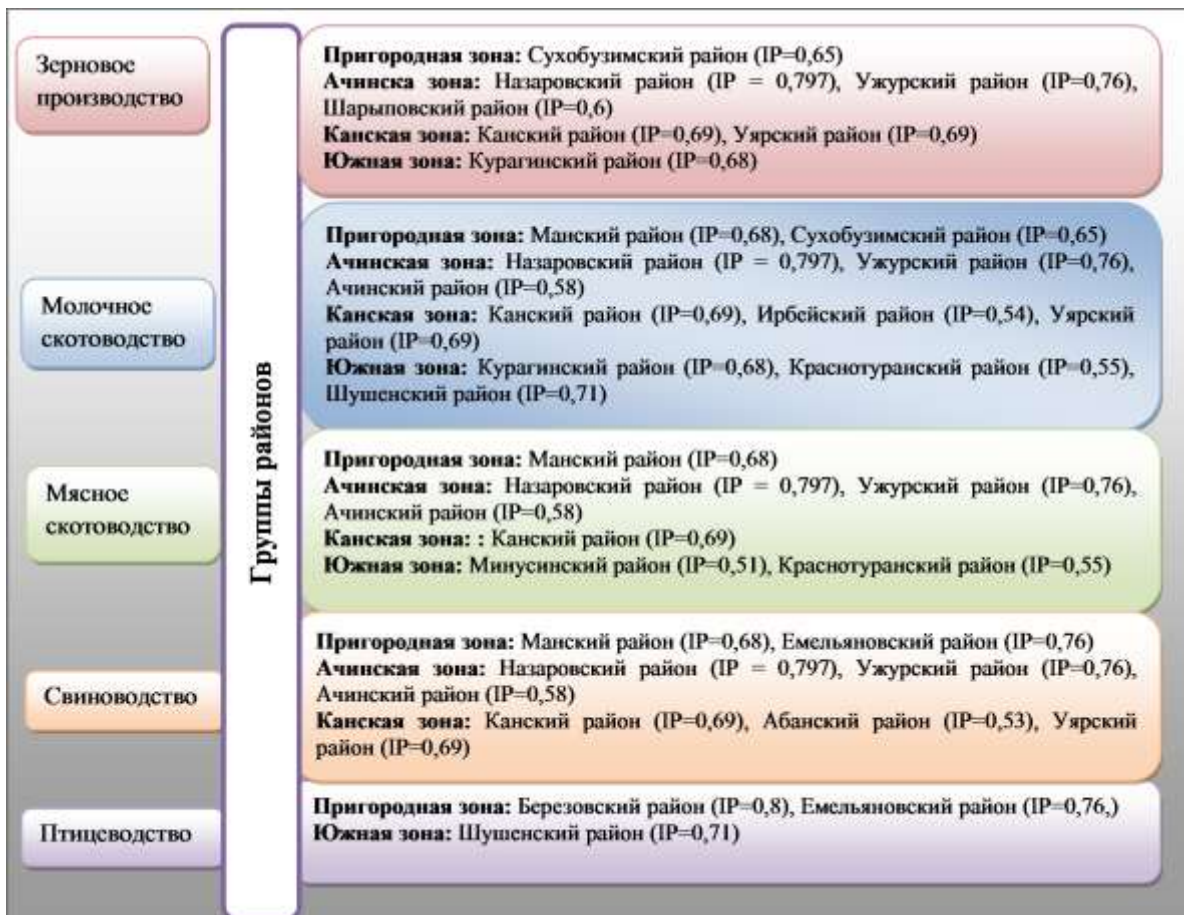 Зерновое
производство
Пригородная зона: Сухобузимский район (IP=0,65)
Ачинска зона: Назаровский район (IP = 0,797), Ужурский район (IP=0,76),
Шарыповский район (IP=0,6)
Канская зона: Канский район (IP=0,69), Уярский район (IP=0,69)
Южная зона: Курагинский район (IP=0,68)
Молочное
скотоводство
Пригородная зона: Манский район (IP=0,68), Сухобузимский район (IP=0,65)
Ачинская зона: Назаровский район (IP = 0,797), Ужурский район (IP=0,76),
Ачинский район (IP=0,58)
Канская зона: Канский район (IP=0,69), Ирбейский район (IP=0,54), Уярский
район (IP=0,69)
Южная зона: Курагинский район (IP=0,68), Краснотуранский район (IP=0,55),
Шушенский район (IP=0,71)
Группы районов
Мясное
скотоводство
Пригородная зона: Манский район (IP=0,68)
Ачинская зона: Назаровский район (IP = 0,797), Ужурский район (IP=0,76),
Ачинский район (IP=0,58)
Канская зона: : Канский район (IP=0,69)
Южная зона: Минусинский район (IP=0,51), Краснотуранский район (IP=0,55)
Свиноводство
Пригородная зона: Манский район (IP=0,68), Емельяновский район (IP=0,76)
Ачинская зона: Назаровский район (IP = 0,797), Ужурский район (IP=0,76),
Ачинский район (IP=0,58)
Канская зона: Канский район (IP=0,69), Абанский район (IP=0,53), Уярский
район (IP=0,69)
Птицеводство
Пригородная зона: Березовский район (IP=0,8), Емельяновский район (IP=0,76,)
Южная зона: Шушенский район (IP=0,71)